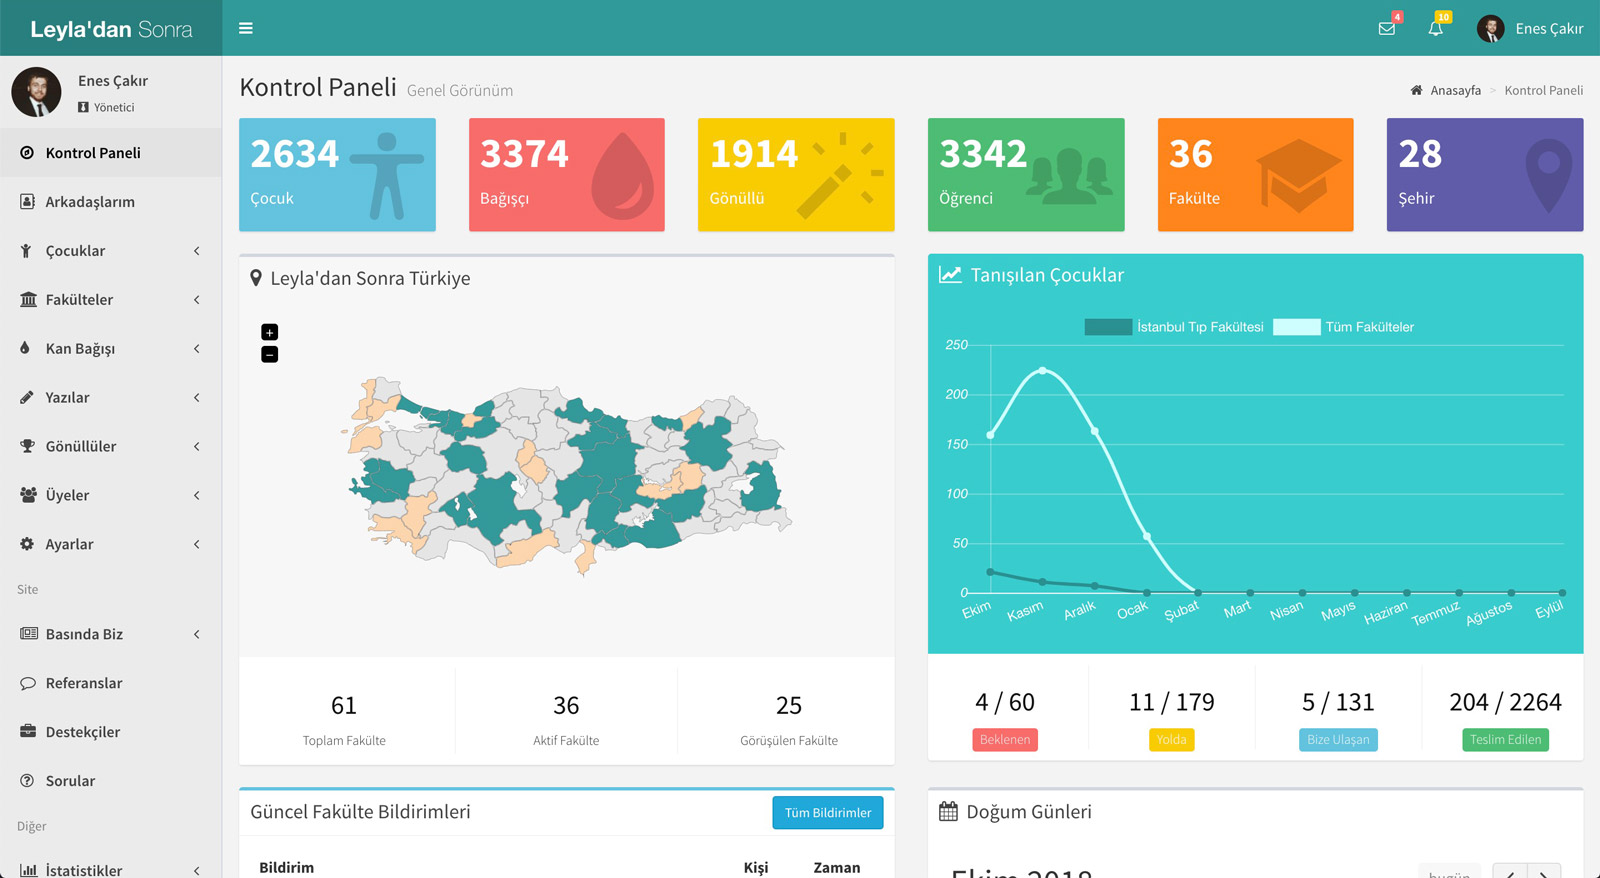 Leyla'dan Sonra
4
10
Enes Çakır
Enes Çakır
Yönetici
Kontrol Paneli
Arkadaşlarım
Çocuklar
Fakülteler
Kan Bağışı
Yazılar
Gönüllüler
Üyeler
Ayarlar
Site
Basında Biz
Referanslar
Destekçiler
Sorular
Diğer
İstatistikler
Kontrol Paneli Genel Görünüm
Anasayfa > Kontrol Paneli
2634
Çocuk
3374
Bağışçı
1914
Gönüllü
3342
Öğrenci
36
Fakülte
28
Şehir
Leyla'dan Sonra Türkiye
+
−
61
Toplam Fakülte
36
Aktif Fakülte
25
Görüşülen Fakülte
Tanışılan Çocuklar
İstanbul Tıp Fakültesi Tüm Fakülteler
250
200
150
100
50
0
Ekim Kasım Aralık Ocak Şubat Mart Nisan Mayıs Haziran Temmuz Ağustos Eylül
4 / 60
Beklenen
11 / 179
Yolda
5 / 131
Bize Ulaşan
204 / 2264
Teslim Edilen
Güncel Fakülte Bildirimleri
Tüm Bildirimler
Bildirim Kişi Zaman
Doğum Günleri
Ekim 2018
bugün